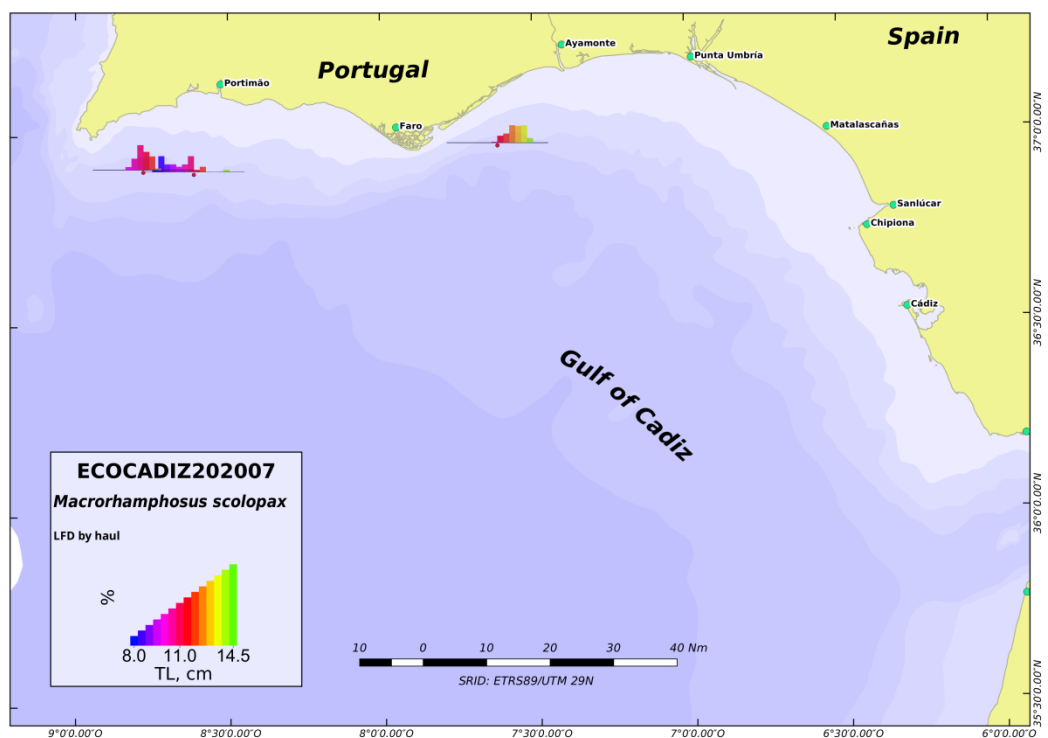 Spain
Ayamonte
Punta Umbría
Portugal
Portimão
Faro
Matalascañas
37°0'0.00"N
Sanlúcar
Chipiona
Cádiz
36°30'0.00"N
Gulf of Cadiz
ECOCADIZ202007
Macrorhamphosus scolopax
LFD by haul
%
8.0 11.0 14.5
TL, cm
36°0'0.00"N
10 0 10 20 30 40 Nm
SRID: ETRS89/UTM 29N
35°30'0.00"N
9°0'0.00"O 8°30'0.00"O 8°0'0.00"O 7°30'0.00"O 7°0'0.00"O 6°30'0.00"O 6°0'0.00"O